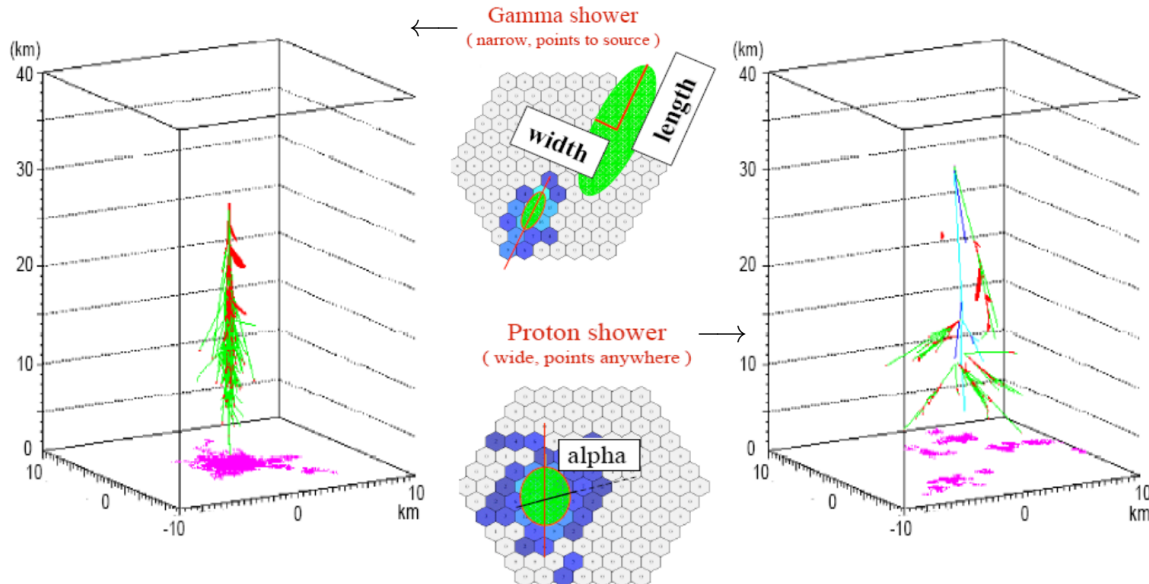 Gamma shower
( narrow, points to source )
width
length
Proton shower
( wide, points anywhere )
alpha
(km)
40
30
20
10
0
10
0
-10
0
10
km
(km)
40
30
20
10
0
10
0
-10
0
10
km